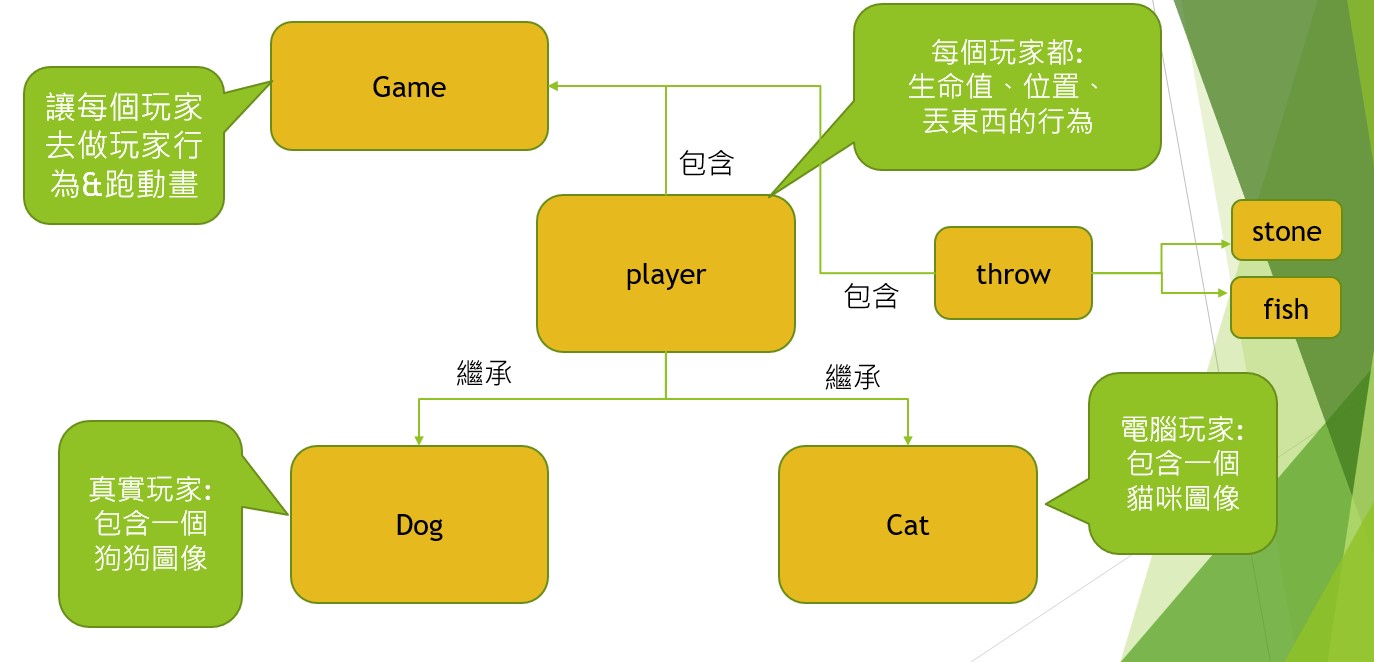 Game
讓每個玩家
去做玩家行
為&跑動畫
每個玩家都:
生命值、位置、
丟東西的行為
包含
player
包含
throw
stone
fish
繼承
繼承
Dog
真實玩家:
包含一個
狗狗圖像
Cat
電腦玩家:
包含一個
貓咪圖像